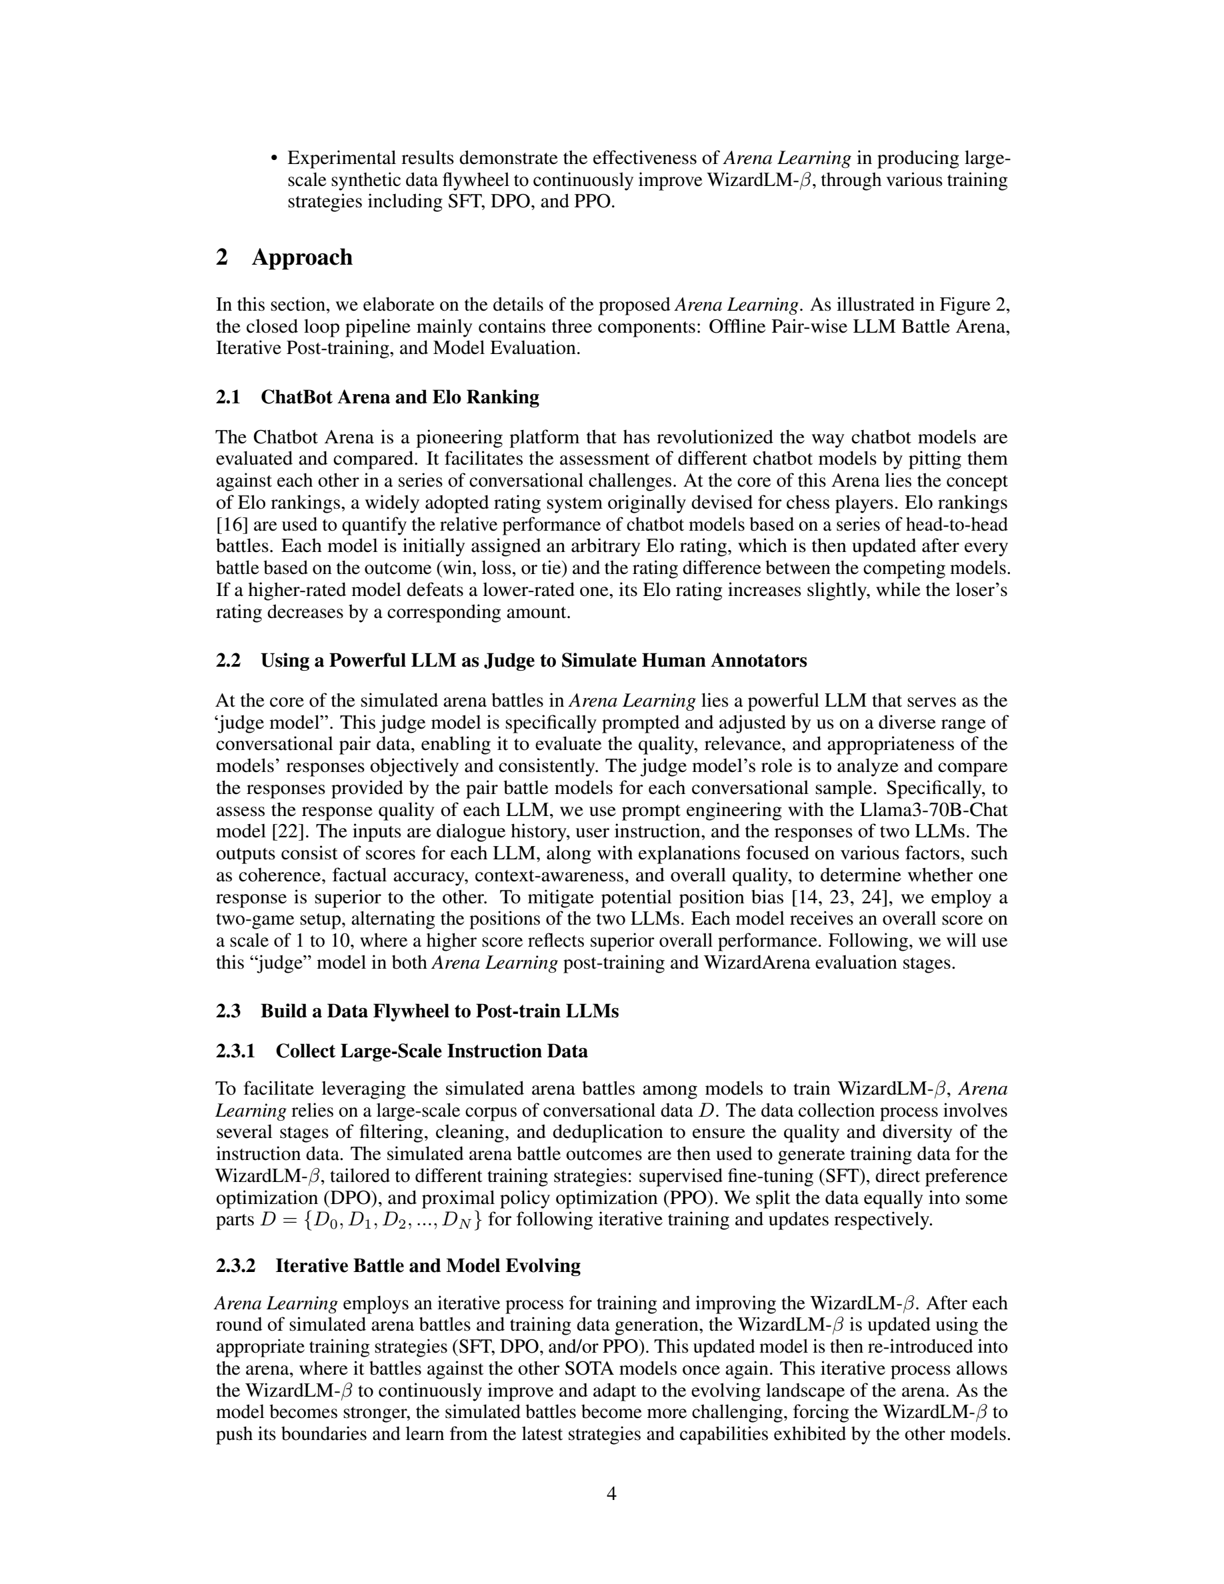 • Experimental results demonstrate the effectiveness of Arena Learning in producing large-
scale synthetic data flywheel to continuously improve WizardLM-β, through various training
strategies including SFT, DPO, and PPO.
2 Approach
In this section, we elaborate on the details of the proposed Arena Learning. As illustrated in Figure 2,
the closed loop pipeline mainly contains three components: Offline Pair-wise LLM Battle Arena,
Iterative Post-training, and Model Evaluation.
2.1 ChatBot Arena and Elo Ranking
The Chatbot Arena is a pioneering platform that has revolutionized the way chatbot models are
evaluated and compared. It facilitates the assessment of different chatbot models by pitting them
against each other in a series of conversational challenges. At the core of this Arena lies the concept
of Elo rankings, a widely adopted rating system originally devised for chess players. Elo rankings
[16] are used to quantify the relative performance of chatbot models based on a series of head-to-head
battles. Each model is initially assigned an arbitrary Elo rating, which is then updated after every
battle based on the outcome (win, loss, or tie) and the rating difference between the competing models.
If a higher-rated model defeats a lower-rated one, its Elo rating increases slightly, while the loser's
rating decreases by a corresponding amount.
2.2 Using a Powerful LLM as Judge to Simulate Human Annotators
At the core of the simulated arena battles in Arena Learning lies a powerful LLM that serves as the
‘judge model”. This judge model is specifically prompted and adjusted by us on a diverse range of
conversational pair data, enabling it to evaluate the quality, relevance, and appropriateness of the
models' responses objectively and consistently. The judge model's role is to analyze and compare
the responses provided by the pair battle models for each conversational sample. Specifically, to
assess the response quality of each LLM, we use prompt engineering with the Llama3-70B-Chat
model [22]. The inputs are dialogue history, user instruction, and the responses of two LLMs. The
outputs consist of scores for each LLM, along with explanations focused on various factors, such
as coherence, factual accuracy, context-awareness, and overall quality, to determine whether one
response is superior to the other. To mitigate potential position bias [14, 23, 24], we employ a
two-game setup, alternating the positions of the two LLMs. Each model receives an overall score on
a scale of 1 to 10, where a higher score reflects superior overall performance. Following, we will use
this “judge” model in both Arena Learning post-training and WizardArena evaluation stages.
2.3 Build a Data Flywheel to Post-train LLMs
2.3.1 Collect Large-Scale Instruction Data
To facilitate leveraging the simulated arena battles among models to train WizardLM-β, Arena
Learning relies on a large-scale corpus of conversational data D. The data collection process involves
several stages of filtering, cleaning, and deduplication to ensure the quality and diversity of the
instruction data. The simulated arena battle outcomes are then used to generate training data for the
WizardLM-β, tailored to different training strategies: supervised fine-tuning (SFT), direct preference
optimization (DPO), and proximal policy optimization (PPO). We split the data equally into some
parts D = {D0, D1, D2, ..., DN} for following iterative training and updates respectively.
2.3.2 Iterative Battle and Model Evolving
Arena Learning employs an iterative process for training and improving the WizardLM-β. After each
round of simulated arena battles and training data generation, the WizardLM-β is updated using the
appropriate training strategies (SFT, DPO, and/or PPO). This updated model is then re-introduced into
the arena, where it battles against the other SOTA models once again. This iterative process allows
the WizardLM-β to continuously improve and adapt to the evolving landscape of the arena. As the
model becomes stronger, the simulated battles become more challenging, forcing the WizardLM-β to
push its boundaries and learn from the latest strategies and capabilities exhibited by the other models.
4